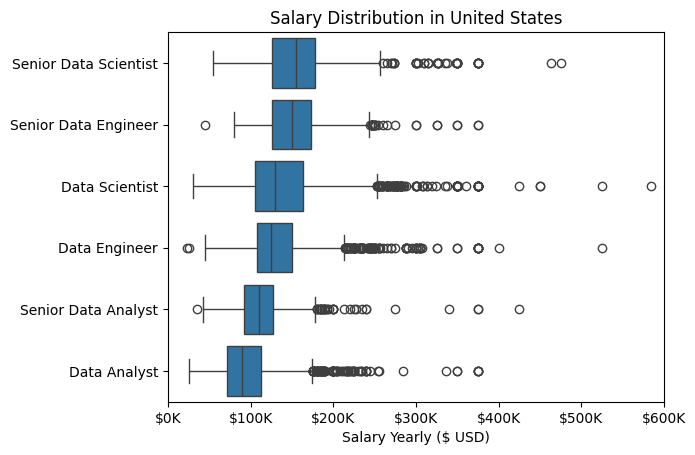 Salary Distribution in United States
Senior Data Scientist
Senior Data Engineer
Data Scientist
Data Engineer
Senior Data Analyst
Data Analyst
$0K $100K $200K $300K $400K $500K $600K
Salary Yearly ($ USD)